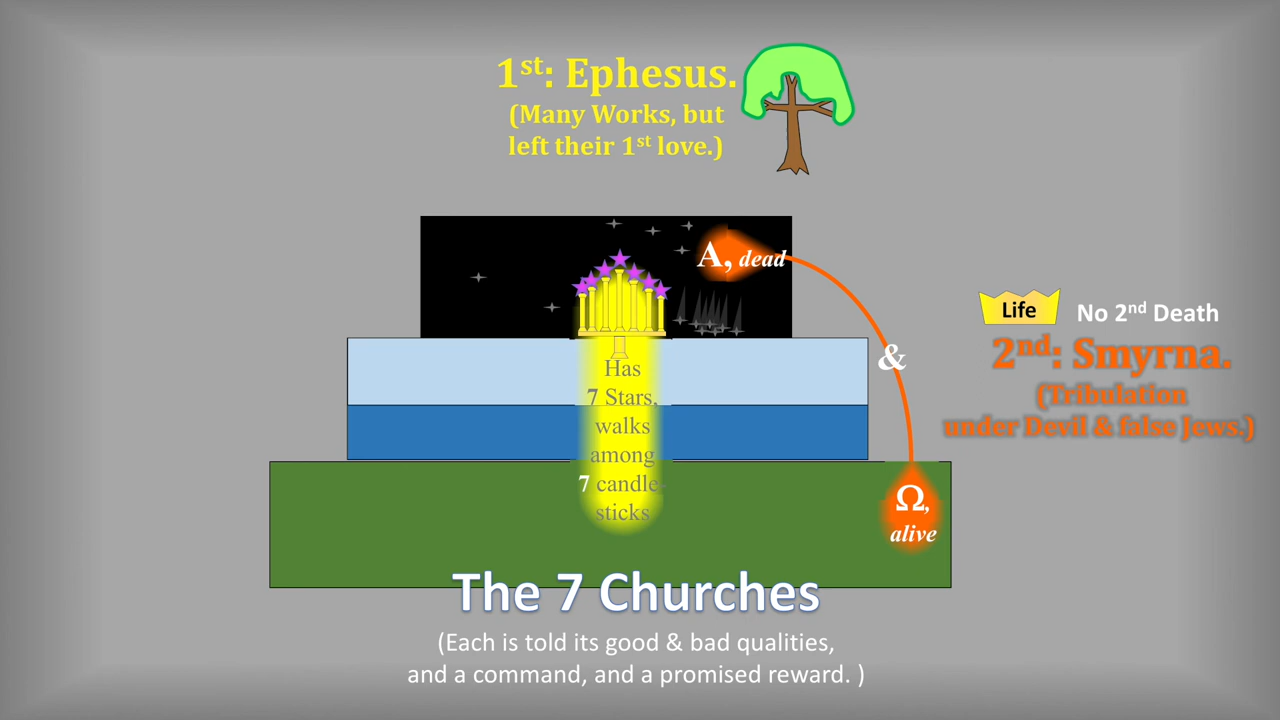 1st: Ephesus.
(Many Works, but
left their 1st love.)
A, dead
Life
No 2nd Death
2nd: Smyrna.
(Tribulation
under Devil & false Jews.)
&
Has
7 Stars,
walks
among
7 candle-
sticks
Ω,
alive
The 7 Churches
(Each is told its good & bad qualities,
and a command, and a promised reward. )